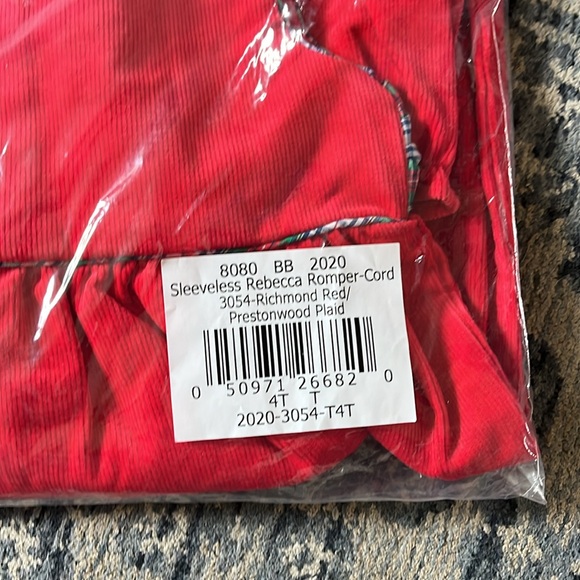 8080 BB 2020
Sleeveless Rebecca Romper-Cord
3054-Richmond Red/
Prestonwood Plaid
0 50971 26682 0
4T T
2020-3054-T4T